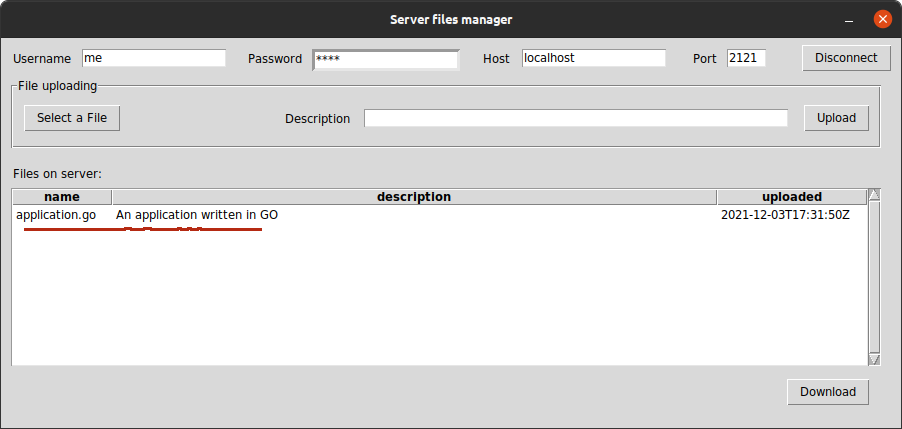 Server files manager
Username me Password **** Host localhost Port 2121 Disconnect
File uploading
Select a File Description Upload
Files on server:
name description uploaded
application.go An application written in GO 2021-12-03T17:31:50Z
Download